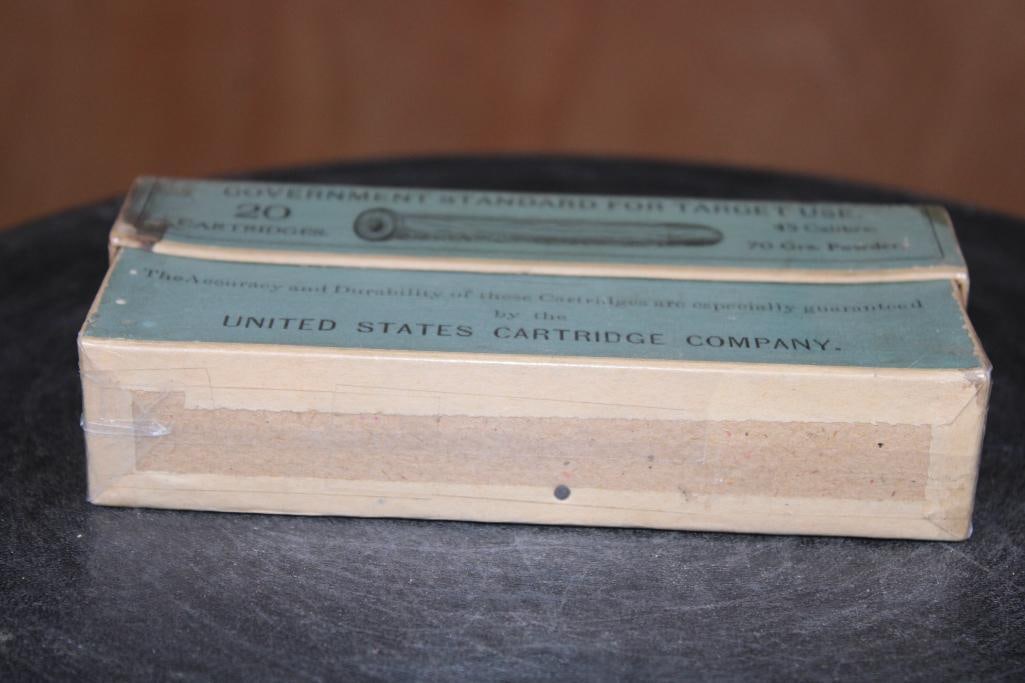 GOVERNMENT STANDARD FOR TARGET USE.
20
CARTRIDGES.
45 Calibre
70 Grs. Powder.
The Accuracy and Durability of these Cartridges are especially guaranteed
by the
UNITED STATES CARTRIDGE COMPANY.